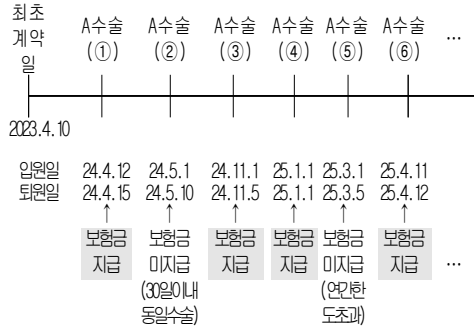 최초
계약
일
A수술
(①)
A수술
(②)
A수술
(③)
A수술
(④)
A수술
(⑤)
A수술
(⑥)
…
2023.4.10
입원일 24.4.12 24.5.1 24.11.1 25.1.1 25.3.1 25.4.11
퇴원일 24.4.15 24.5.10 24.11.5 25.1.1 25.3.5 25.4.12
↑ ↑ ↑ ↑ ↑ ↑
보험금
지급
보험금
미지급
(30일이내
동일수술)
보험금
지급
보험금
지급
보험금
미지급
(연간한
도초과)
보험금
지급
…